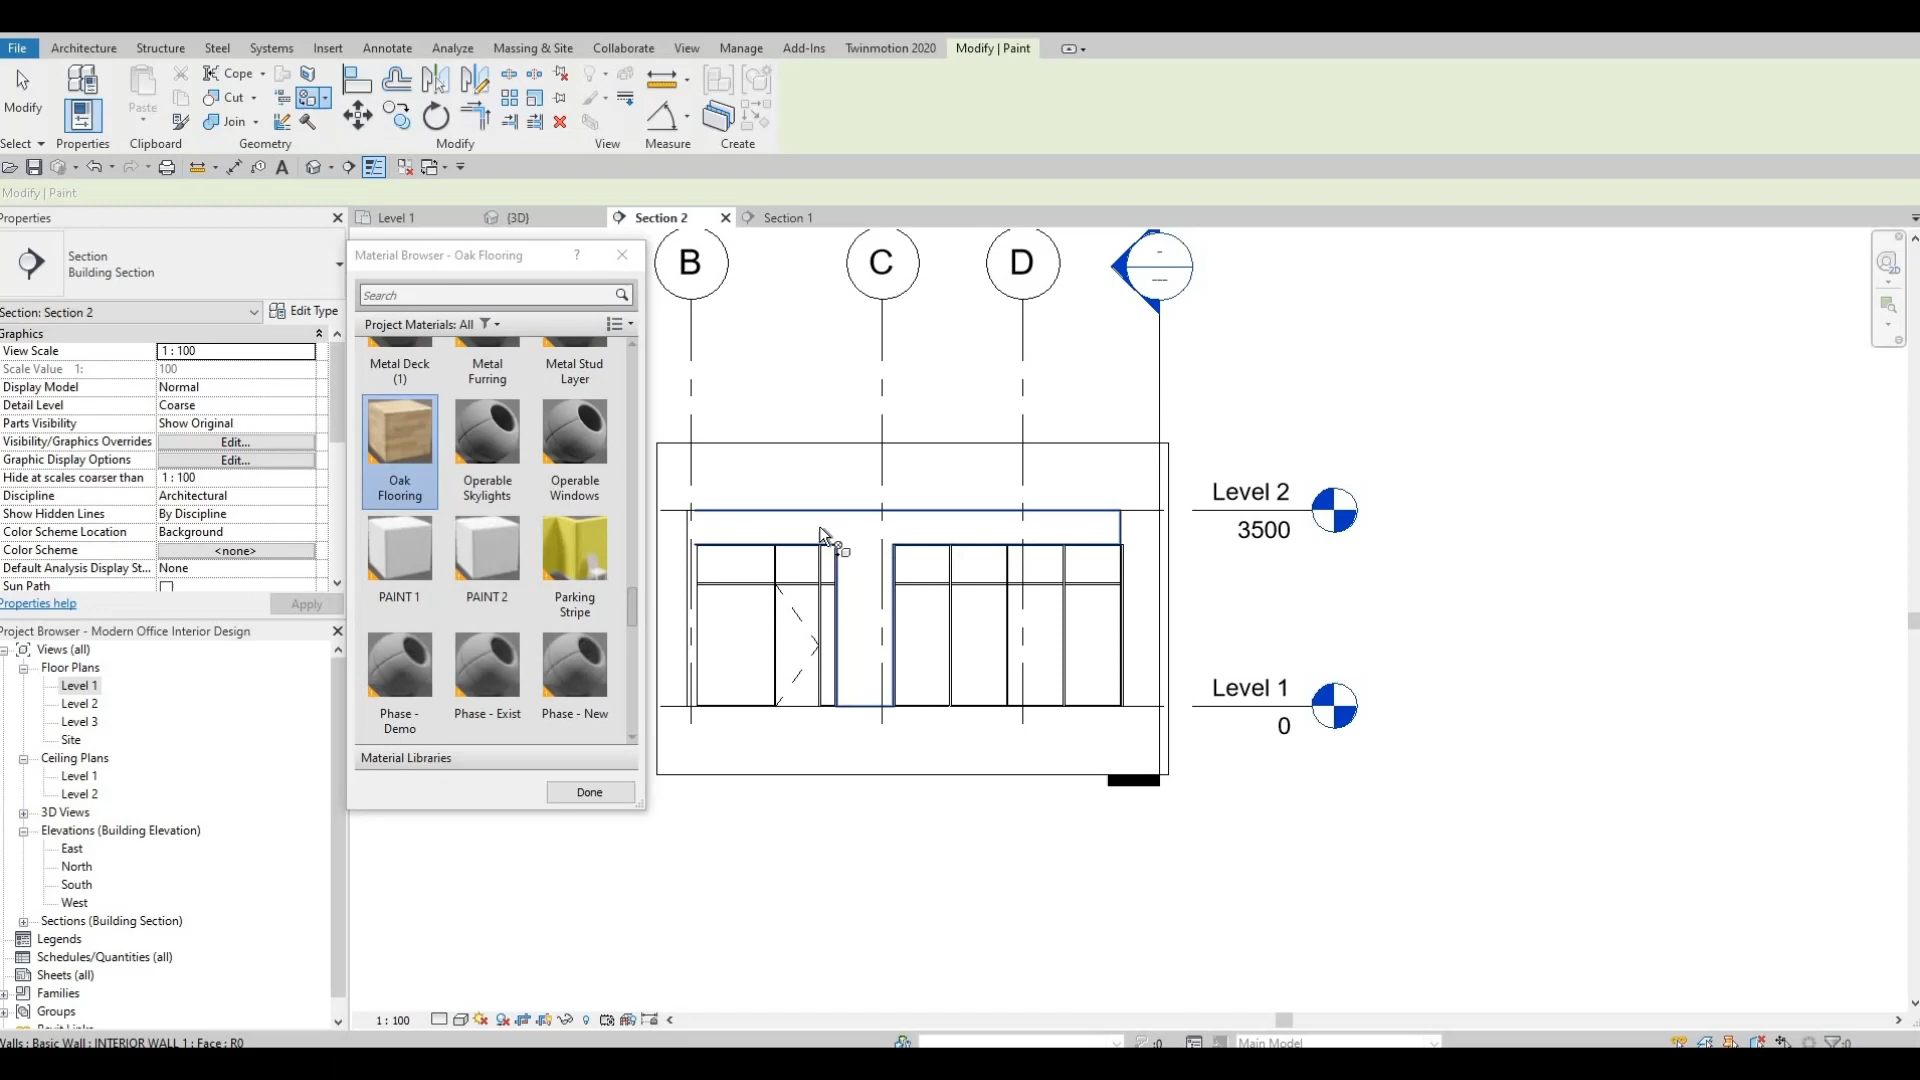 File Architecture Structure Steel Systems Insert Annotate Analyze Massing & Site Collaborate View Manage Add-Ins Twinmotion 2020 Modify | Paint
Modify Paste Cope Cut Join
Select Properties Clipboard Geometry Modify View Measure Create
Modify | Paint
Properties
Level 1 {3D} Section 2 Section 1
Section
Building Section
Section: Section 2 Edit Type
Graphics
View Scale 1 : 100
Scale Value 1: 100
Display Model Normal
Detail Level Coarse
Parts Visibility Show Original
Visibility/Graphics Overrides Edit...
Graphic Display Options Edit...
Hide at scales coarser than 1 : 100
Discipline Architectural
Show Hidden Lines By Discipline
Color Scheme Location Background
Color Scheme <none>
Default Analysis Display St... None
Sun Path
Properties help Apply
Project Browser - Modern Office Interior Design
Views (all)
Floor Plans
Level 1
Level 2
Level 3
Site
Ceiling Plans
Level 1
Level 2
3D Views
Elevations (Building Elevation)
East
North
South
West
Sections (Building Section)
Legends
Schedules/Quantities (all)
Sheets (all)
Families
Groups
Revit Links
Material Browser - Oak Flooring ?
Search
Project Materials: All
Metal Deck (1)
Metal Furring
Metal Stud Layer
Oak Flooring
Operable Skylights
Operable Windows
PAINT 1
PAINT 2
Parking Stripe
Phase - Demo
Phase - Exist
Phase - New
Material Libraries
Done
B C D
Level 2
3500
Level 1
0
1 : 100
Walls : Basic Wall : INTERIOR WALL 1 : Face : R0
:0 Main Model :0